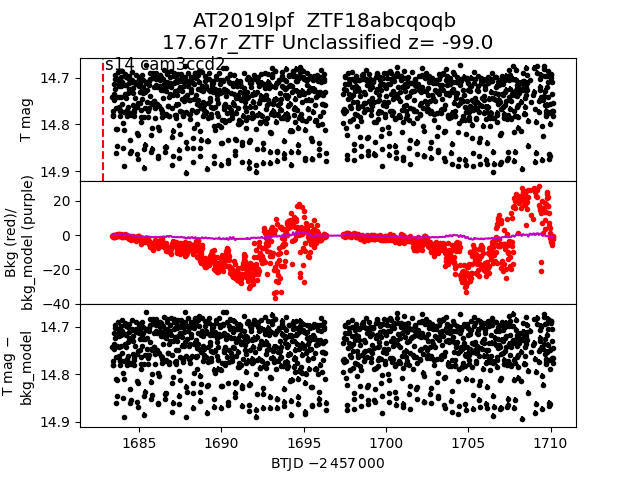 AT2019lpf ZTF18abcqoqb
17.67r_ZTF Unclassified z= -99.0
s14 cam3ccd2
14.7
14.8
14.9
T mag
20
0
−20
−40
Bkg (red)/
bkg_model (purple)
14.7
14.8
14.9
T mag −
bkg_model
1685 1690 1695 1700 1705 1710
BTJD −2 457 000